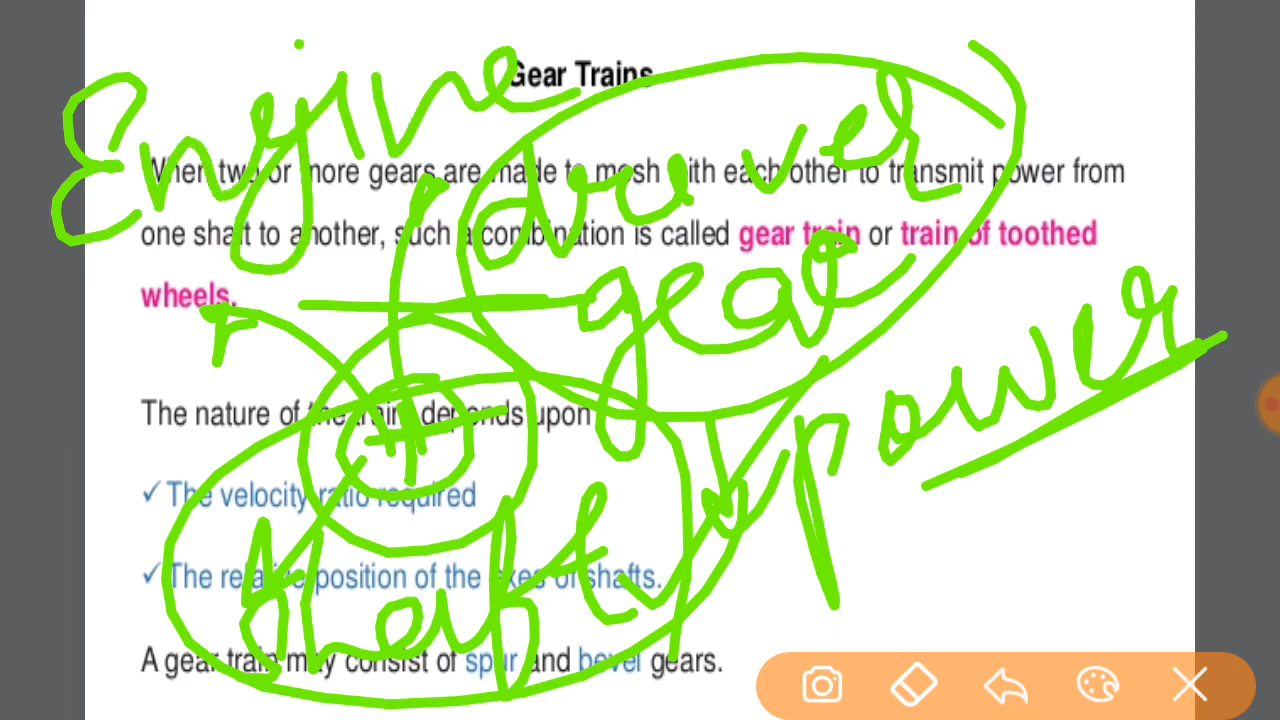 Gear Trains
Engine
driver
When two or more gears are made to mesh with each other to transmit power from
one shaft to another, such a combination is called gear train or train of toothed
wheels.
gear
power
The nature of the train depends upon
✓ The velocity ratio required
✓ The relative position of the axes of shafts.
shaft
A gear train may consist of spur and bevel gears.